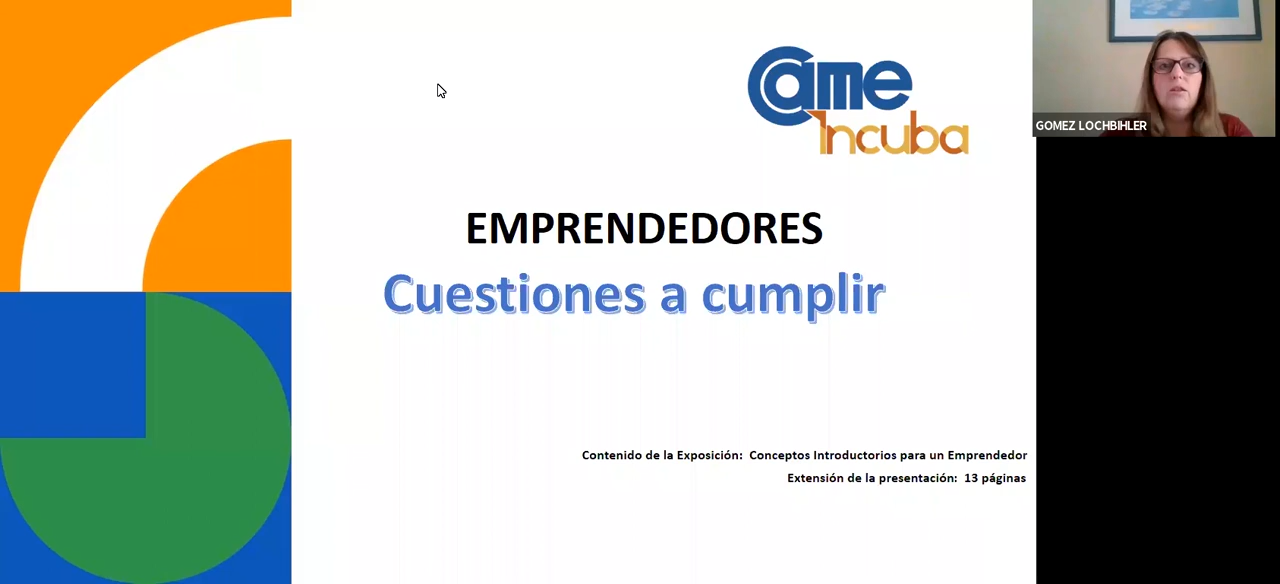 Came
Incuba
GOMEZ LOCHBIHLER
EMPRENDEDORES
Cuestiones a cumplir
Contenido de la Exposición: Conceptos Introductorios para un Emprendedor
Extensión de la presentación: 13 páginas